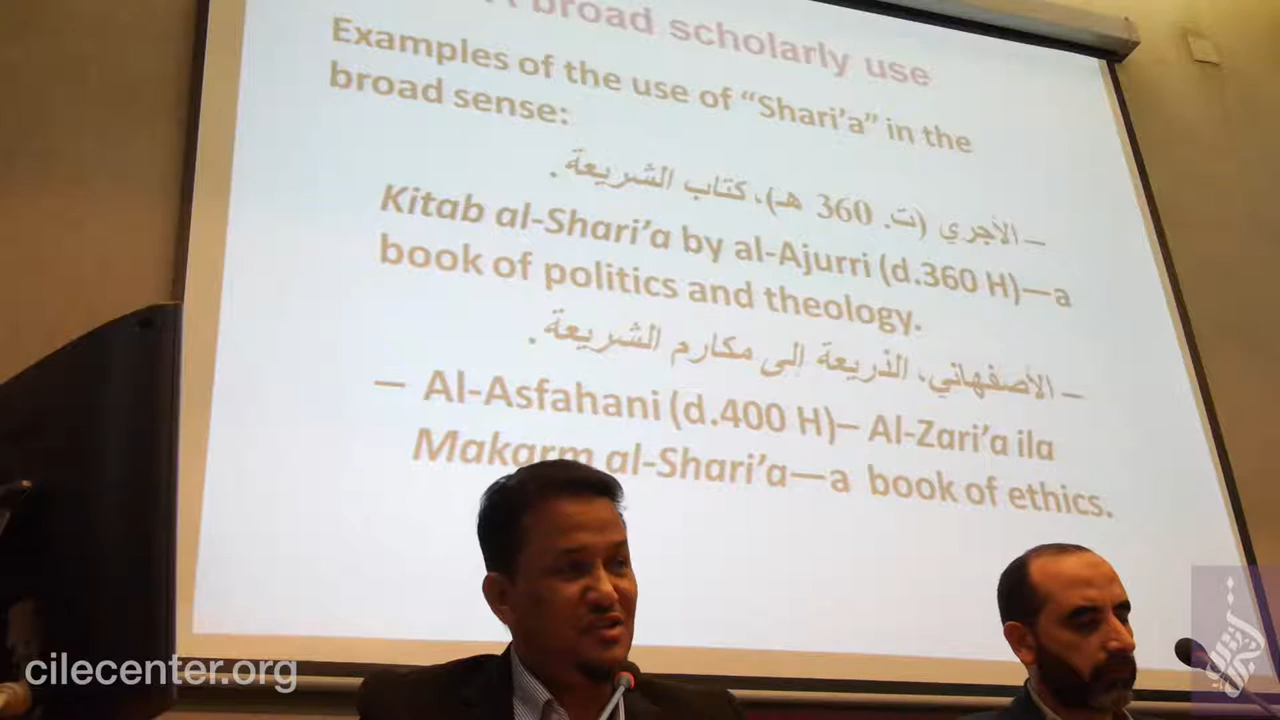 A broad scholarly use
Examples of the use of “Shari’a” in the
broad sense:
– الأجري (ت. 360 هـ)، كتاب الشريعة.
Kitab al-Shari’a by al-Ajurri (d.360 H)—a
book of politics and theology.
– الأصفهاني، الذريعة إلى مكارم الشريعة.
– Al-Asfahani (d.400 H)– Al-Zari’a ila
Makarm al-Shari’a—a book of ethics.
cilecenter.org